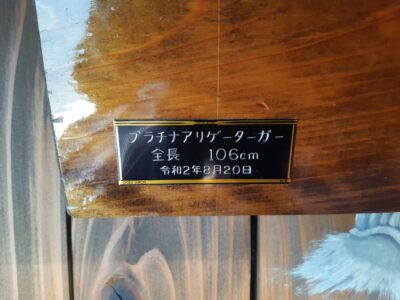 プラチナアリゲーターガー
全長 106cm
令和2年8月20日